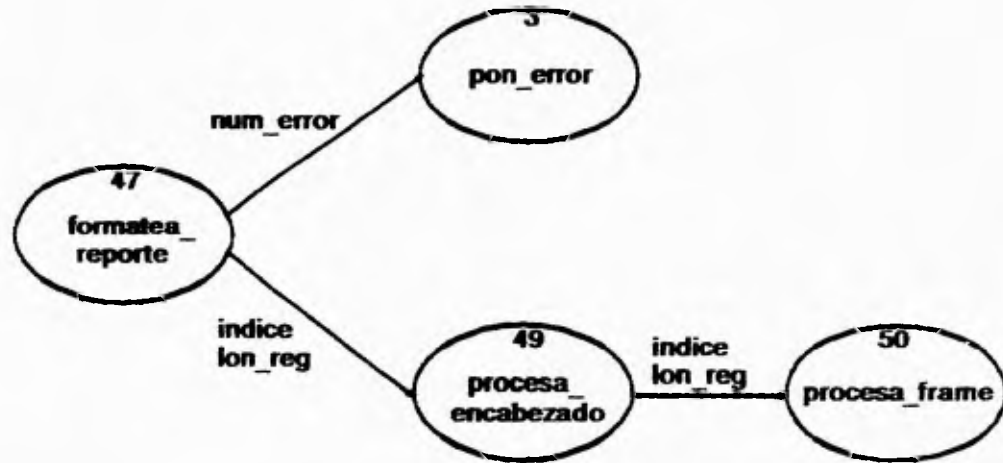 3
pon_error
num_error
47
formatea_
reporte
indice
lon_reg
49
procesa_
encabezado
indice
lon_reg
50
procesa_frame